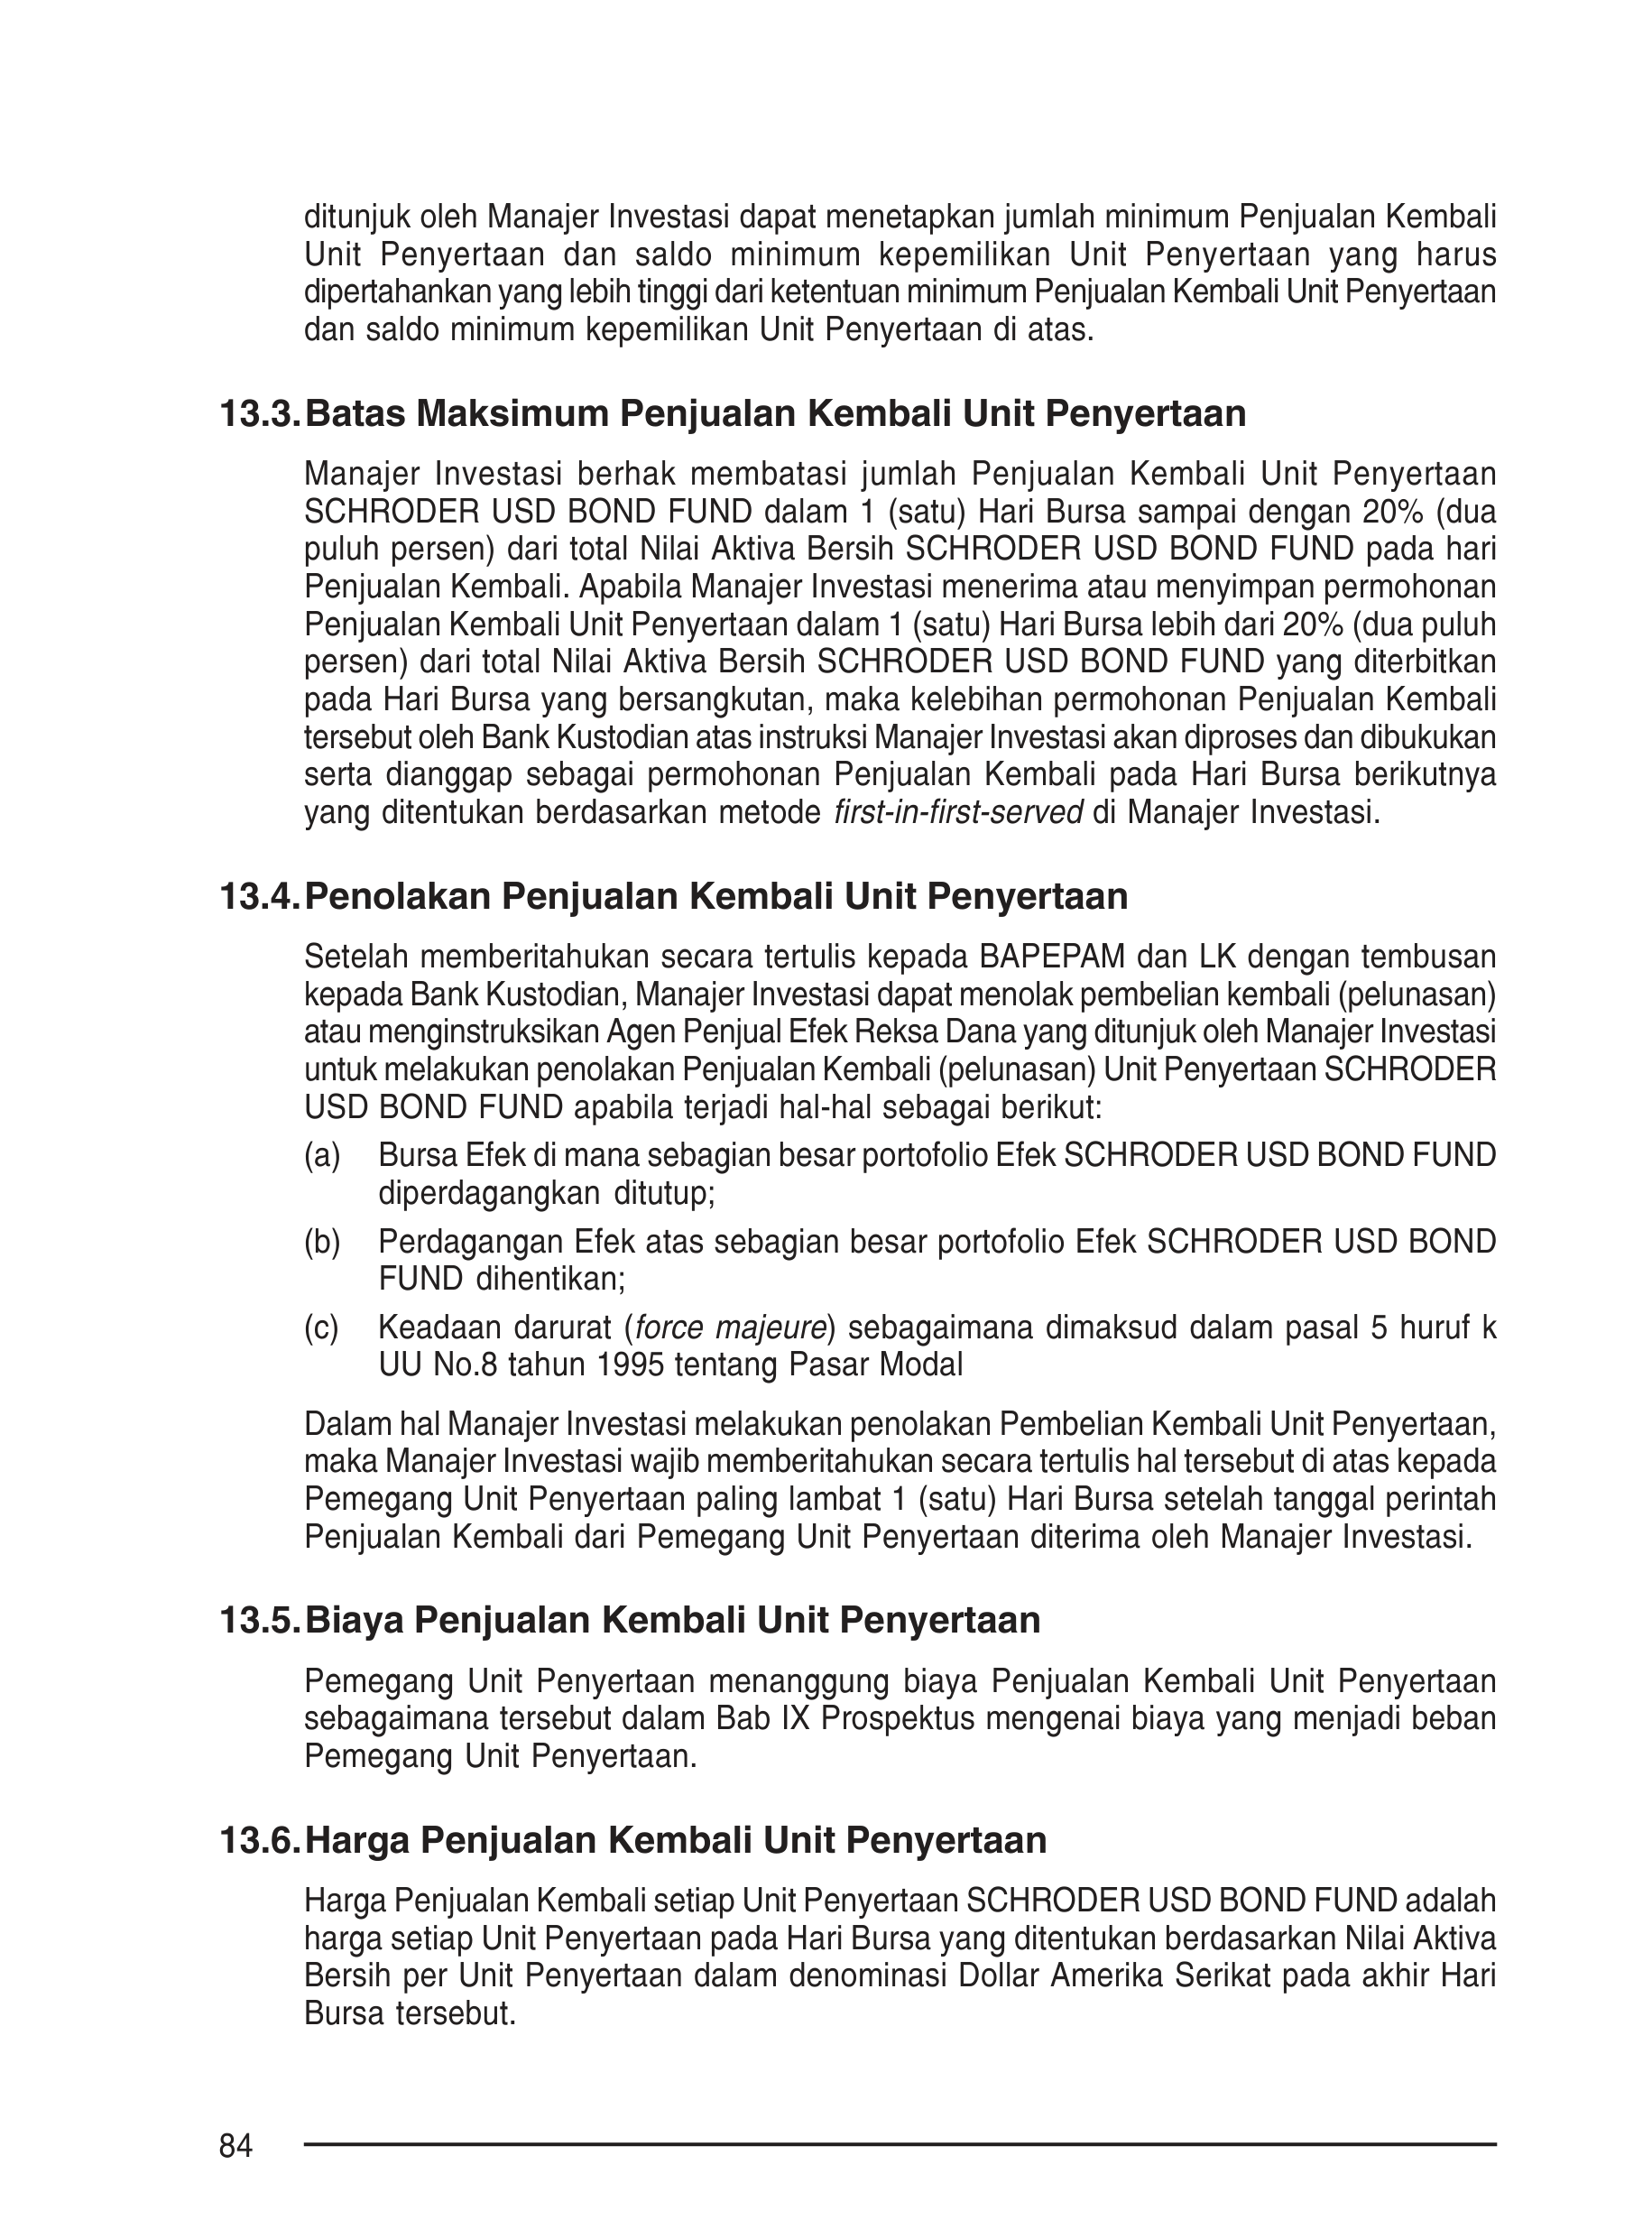 ditunjuk oleh Manajer Investasi dapat menetapkan jumlah minimum Penjualan Kembali
Unit Penyertaan dan saldo minimum kepemilikan Unit Penyertaan yang harus
dipertahankan yang lebih tinggi dari ketentuan minimum Penjualan Kembali Unit Penyertaan
dan saldo minimum kepemilikan Unit Penyertaan di atas.
13.3. Batas Maksimum Penjualan Kembali Unit Penyertaan
Manajer Investasi berhak membatasi jumlah Penjualan Kembali Unit Penyertaan
SCHRODER USD BOND FUND dalam 1 (satu) Hari Bursa sampai dengan 20% (dua
puluh persen) dari total Nilai Aktiva Bersih SCHRODER USD BOND FUND pada hari
Penjualan Kembali. Apabila Manajer Investasi menerima atau menyimpan permohonan
Penjualan Kembali Unit Penyertaan dalam 1 (satu) Hari Bursa lebih dari 20% (dua puluh
persen) dari total Nilai Aktiva Bersih SCHRODER USD BOND FUND yang diterbitkan
pada Hari Bursa yang bersangkutan, maka kelebihan permohonan Penjualan Kembali
tersebut oleh Bank Kustodian atas instruksi Manajer Investasi akan diproses dan dibukukan
serta dianggap sebagai permohonan Penjualan Kembali pada Hari Bursa berikutnya
yang ditentukan berdasarkan metode first-in-first-served di Manajer Investasi.
13.4. Penolakan Penjualan Kembali Unit Penyertaan
Setelah memberitahukan secara tertulis kepada BAPEPAM dan LK dengan tembusan
kepada Bank Kustodian, Manajer Investasi dapat menolak pembelian kembali (pelunasan)
atau menginstruksikan Agen Penjual Efek Reksa Dana yang ditunjuk oleh Manajer Investasi
untuk melakukan penolakan Penjualan Kembali (pelunasan) Unit Penyertaan SCHRODER
USD BOND FUND apabila terjadi hal-hal sebagai berikut:
(a) Bursa Efek di mana sebagian besar portofolio Efek SCHRODER USD BOND FUND
diperdagangkan ditutup;
(b) Perdagangan Efek atas sebagian besar portofolio Efek SCHRODER USD BOND
FUND dihentikan;
(c) Keadaan darurat (force majeure) sebagaimana dimaksud dalam pasal 5 huruf k
UU No.8 tahun 1995 tentang Pasar Modal
Dalam hal Manajer Investasi melakukan penolakan Pembelian Kembali Unit Penyertaan,
maka Manajer Investasi wajib memberitahukan secara tertulis hal tersebut di atas kepada
Pemegang Unit Penyertaan paling lambat 1 (satu) Hari Bursa setelah tanggal perintah
Penjualan Kembali dari Pemegang Unit Penyertaan diterima oleh Manajer Investasi.
13.5. Biaya Penjualan Kembali Unit Penyertaan
Pemegang Unit Penyertaan menanggung biaya Penjualan Kembali Unit Penyertaan
sebagaimana tersebut dalam Bab IX Prospektus mengenai biaya yang menjadi beban
Pemegang Unit Penyertaan.
13.6. Harga Penjualan Kembali Unit Penyertaan
Harga Penjualan Kembali setiap Unit Penyertaan SCHRODER USD BOND FUND adalah
harga setiap Unit Penyertaan pada Hari Bursa yang ditentukan berdasarkan Nilai Aktiva
Bersih per Unit Penyertaan dalam denominasi Dollar Amerika Serikat pada akhir Hari
Bursa tersebut.
84